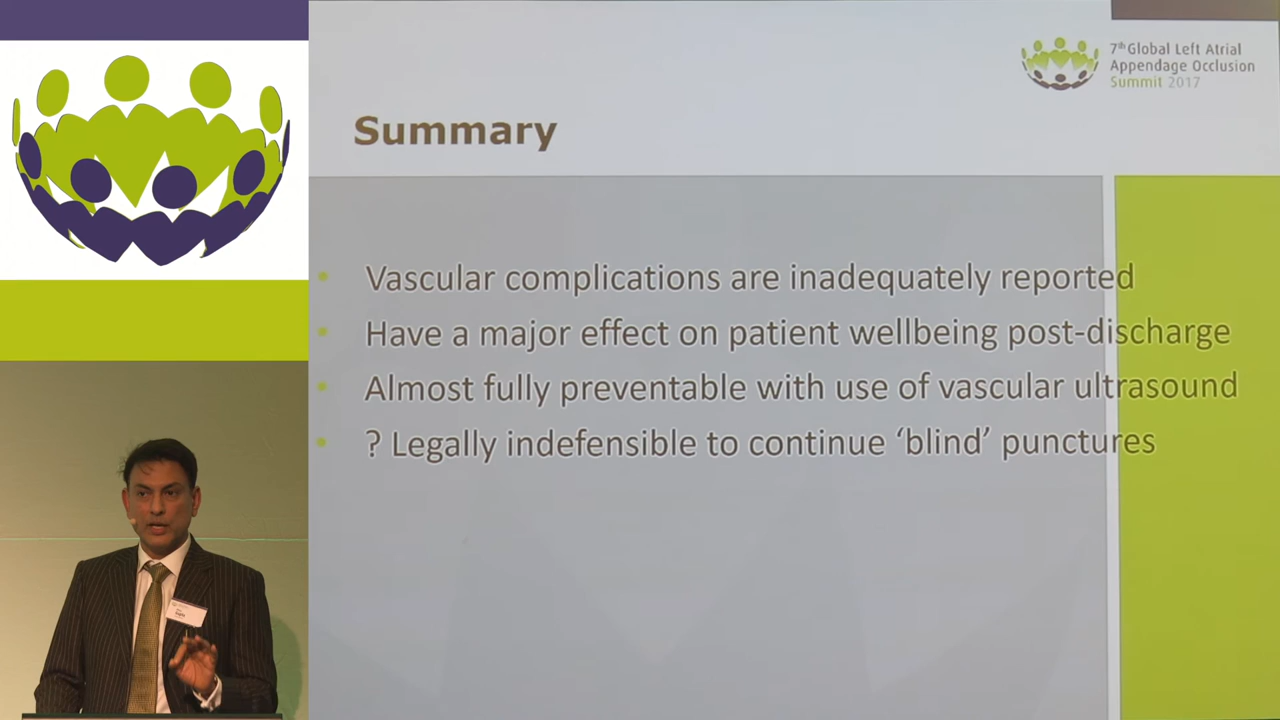 7th Global Left Atrial
Appendage Occlusion
Summit 2017
Summary
• Vascular complications are inadequately reported
• Have a major effect on patient wellbeing post-discharge
• Almost fully preventable with use of vascular ultrasound
• ? Legally indefensible to continue ‘blind’ punctures